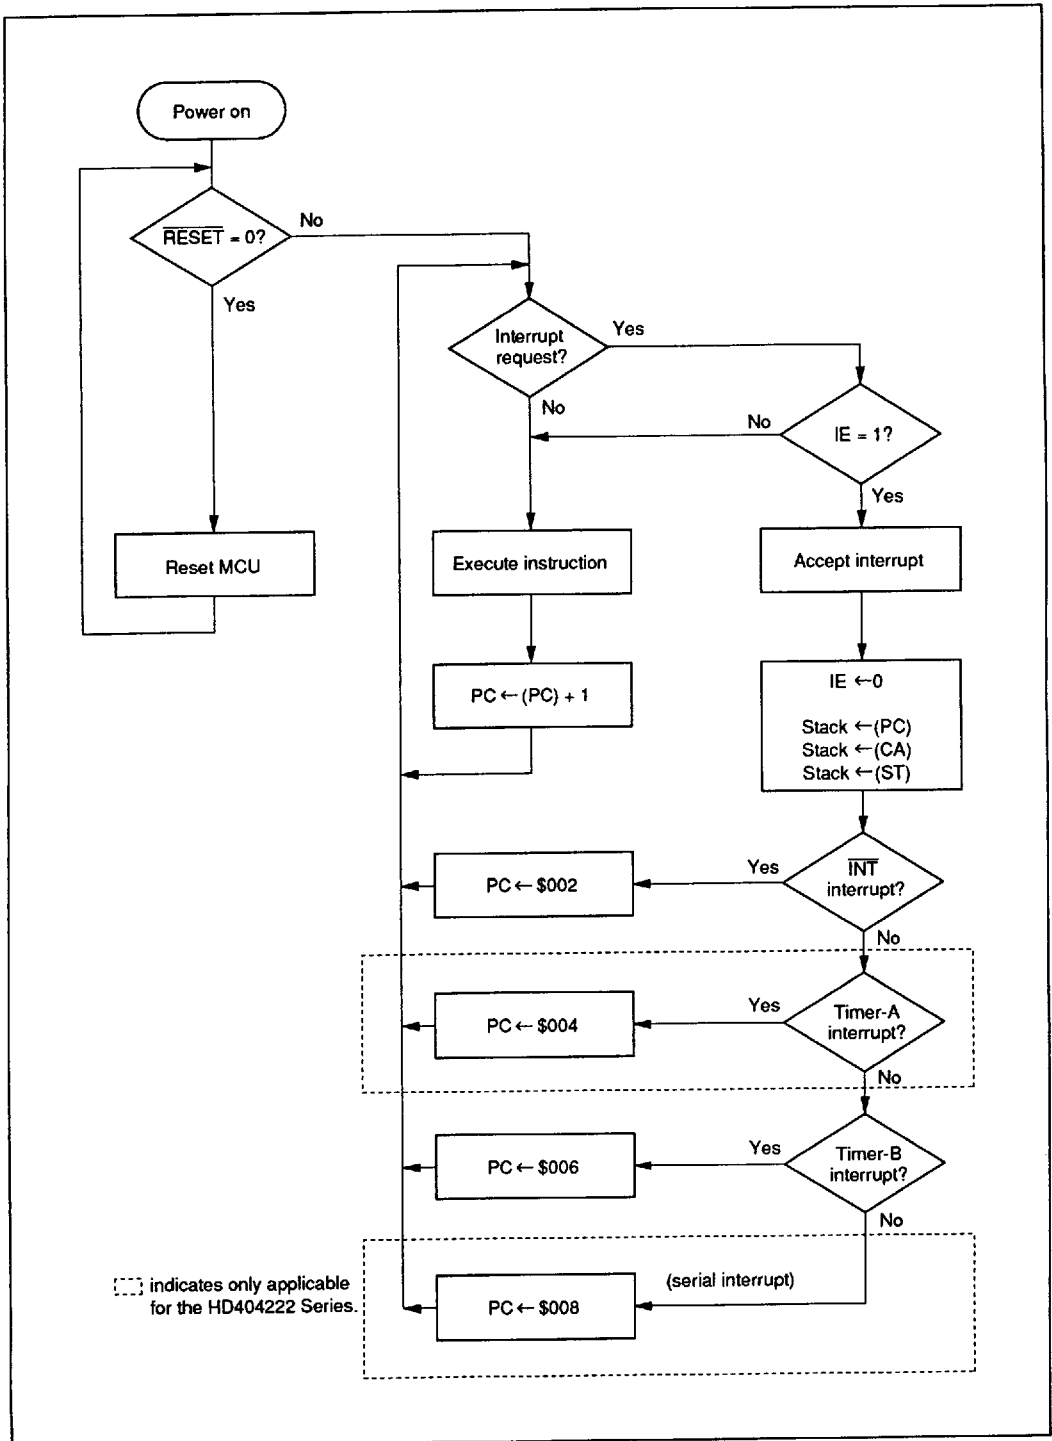 Power on
RESET = 0?
No
Yes
Interrupt
request?
Yes
No
No
IE = 1?
Yes
Reset MCU
Execute instruction
Accept interrupt
PC ← (PC) + 1
IE ←0
Stack ←(PC)
Stack ←(CA)
Stack ←(ST)
PC ← $002
Yes
INT
interrupt?
No
PC ← $004
Yes
Timer-A
interrupt?
No
PC ← $006
Yes
Timer-B
interrupt?
No
indicates only applicable
for the HD404222 Series.
PC ← $008
(serial interrupt)